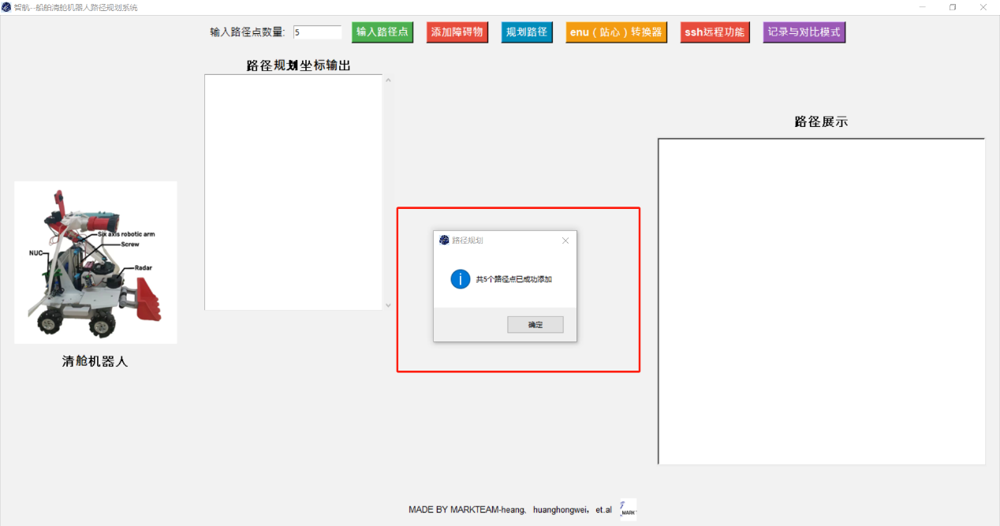 智航--船舶清舱机器人路径规划系统
输入路径点数量: 5 输入路径点 添加障碍物 规划路径 enu（站心）转换器 ssh远程功能 记录与对比模式
路径规划坐标输出
路径展示
Six axis robotic arm
Screw
NUC
Radar
清舱机器人
路径规划
共5个路径点已成功添加
确定
MADE BY MARKTEAM-heang、huanghongwei，et.al
MARK